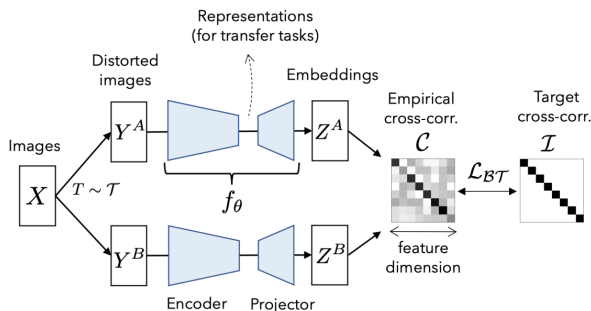 Representations
(for transfer tasks)
Distorted
images
Embeddings
Images
Empirical
cross-corr.
Target
cross-corr.
Y^A
Z^A
C
I
X
T ~ 𝒯
f_θ
ℒ_ℬ𝒯
feature
dimension
Y^B
Z^B
Encoder
Projector